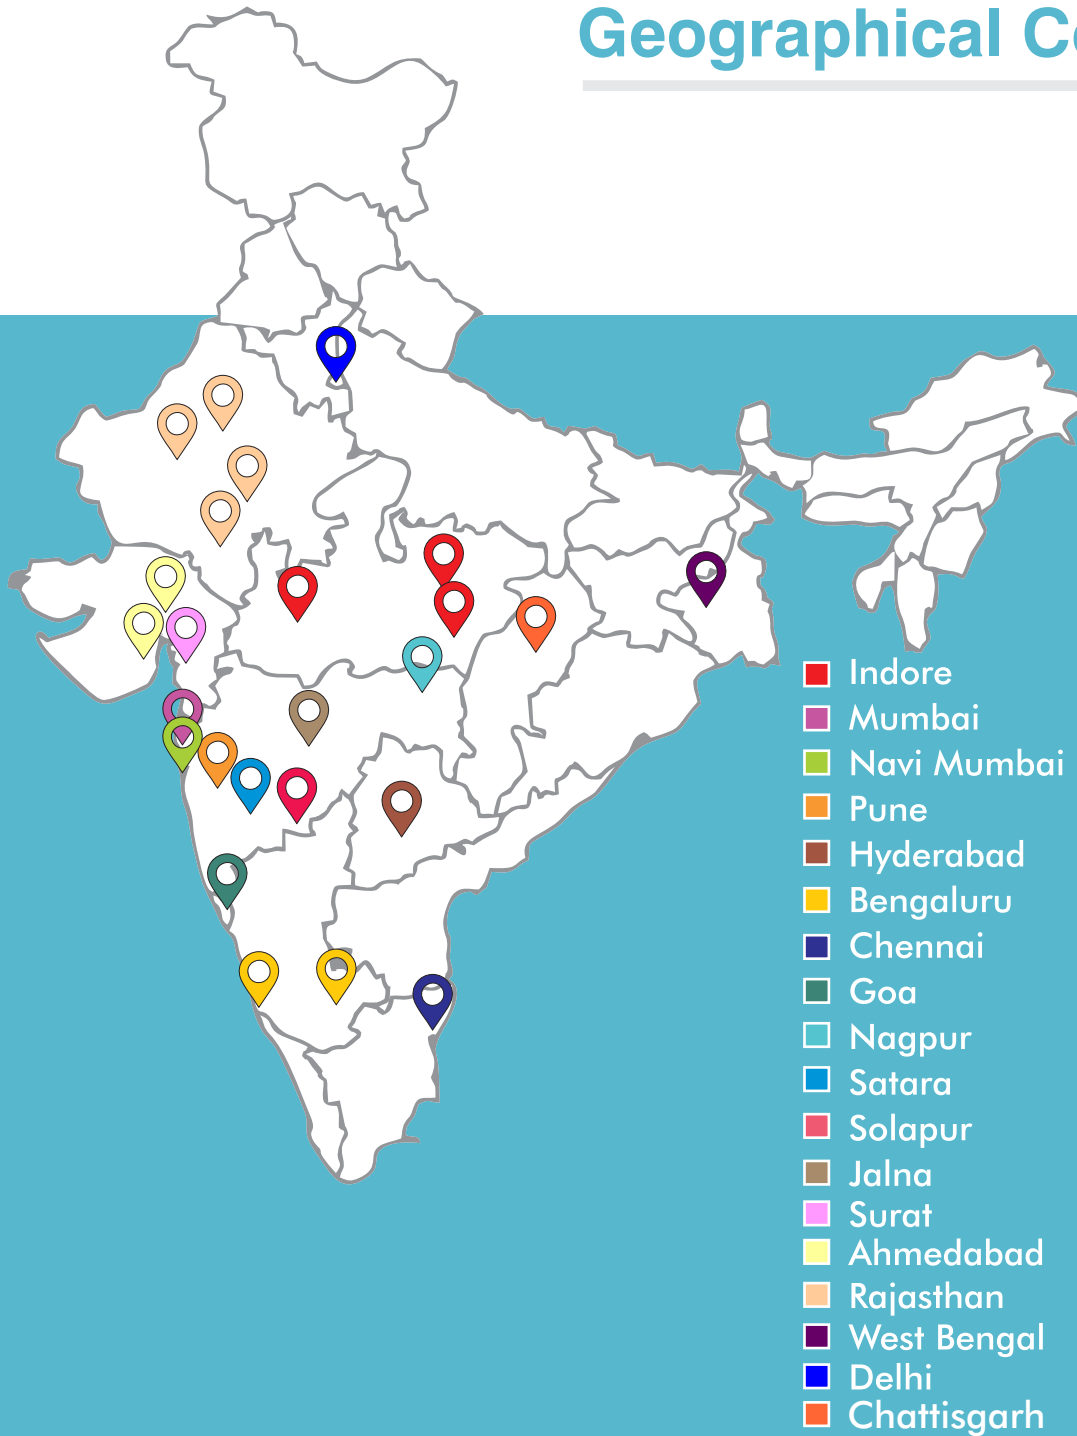 Geographical Co
Indore
Mumbai
Navi Mumbai
Pune
Hyderabad
Bengaluru
Chennai
Goa
Nagpur
Satara
Solapur
Jalna
Surat
Ahmedabad
Rajasthan
West Bengal
Delhi
Chattisgarh